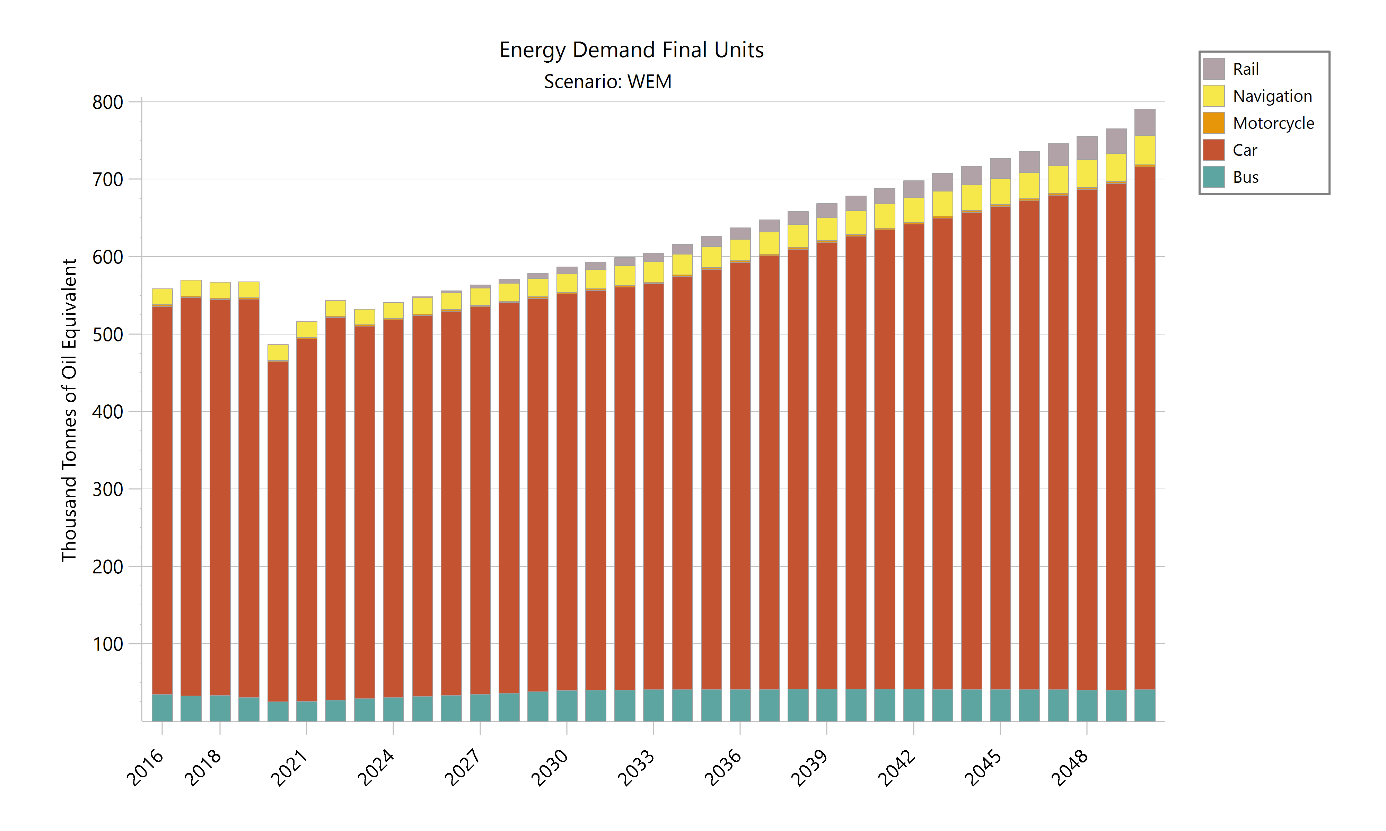 Energy Demand Final Units
Scenario: WEM
Rail
Navigation
Motorcycle
Car
Bus
Thousand Tonnes of Oil Equivalent
800
700
600
500
400
300
200
100
2016
2018
2021
2024
2027
2030
2033
2036
2039
2042
2045
2048